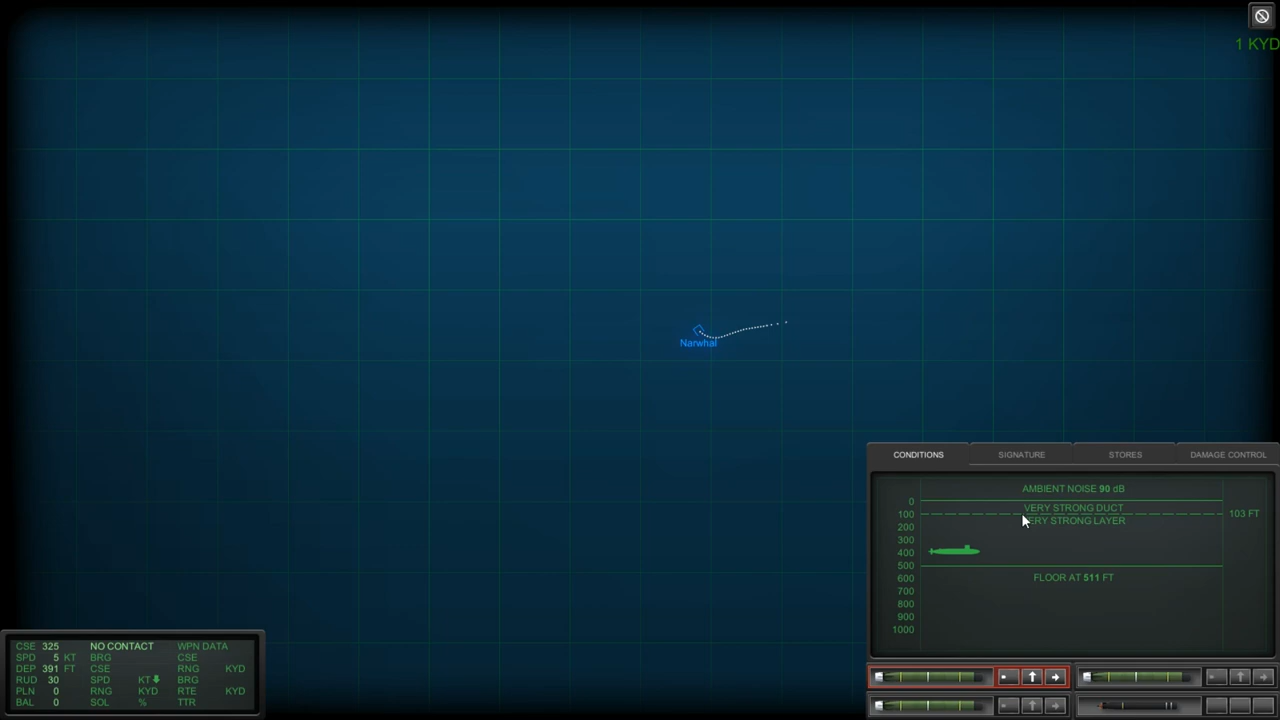 1 KYD
Narwhal
CONDITIONS SIGNATURE STORES DAMAGE CONTROL
AMBIENT NOISE 90 dB
0
VERY STRONG DUCT
100 103 FT
VERY STRONG LAYER
200
300
400
500
FLOOR AT 511 FT
600
700
800
900
1000
CSE 325 NO CONTACT WPN DATA
SPD 5 KT BRG CSE
DEP 391 FT CSE RNG KYD
RUD 30 SPD KT BRG
PLN 0 RNG KYD RTE KYD
BAL 0 SOL % TTR